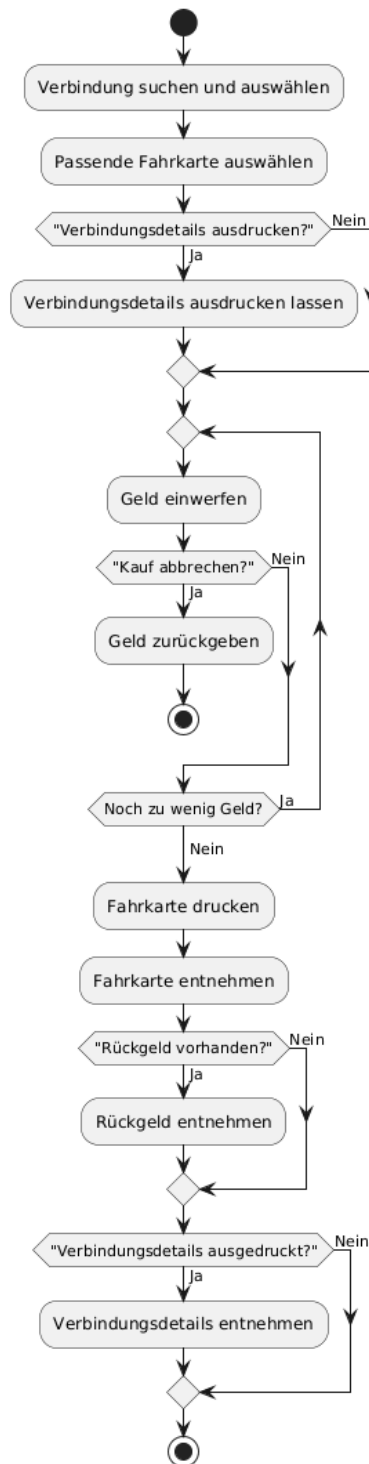 Verbindung suchen und auswählen
Passende Fahrkarte auswählen
"Verbindungsdetails ausdrucken?"
Nein
Ja
Verbindungsdetails ausdrucken lassen
Geld einwerfen
"Kauf abbrechen?"
Nein
Ja
Geld zurückgeben
Noch zu wenig Geld?
Ja
Nein
Fahrkarte drucken
Fahrkarte entnehmen
"Rückgeld vorhanden?"
Nein
Ja
Rückgeld entnehmen
"Verbindungsdetails ausgedruckt?"
Nein
Ja
Verbindungsdetails entnehmen